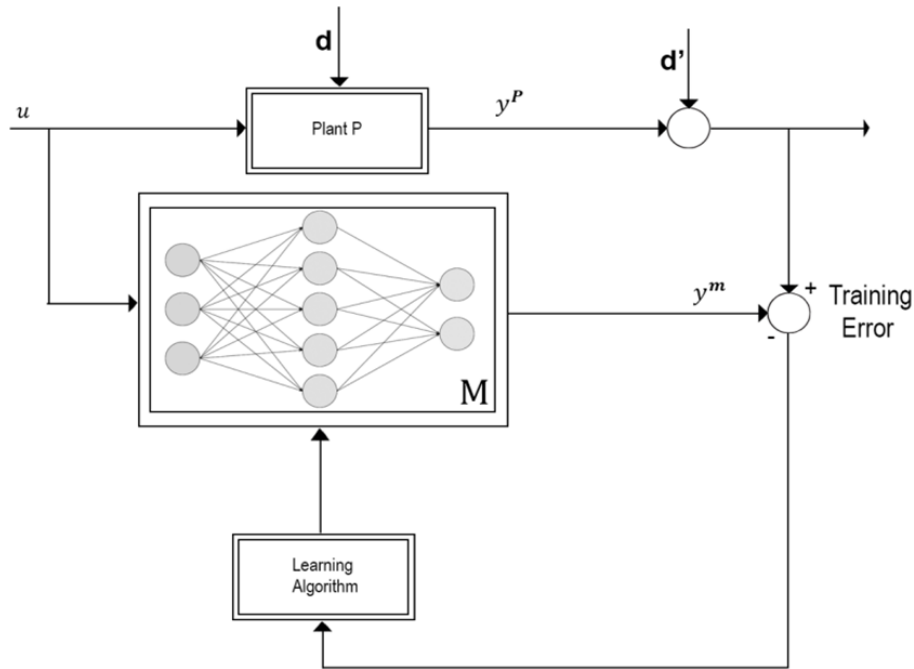 d
d'
u
Plant P
y^P
y^m
+
Training
Error
-
M
Learning
Algorithm